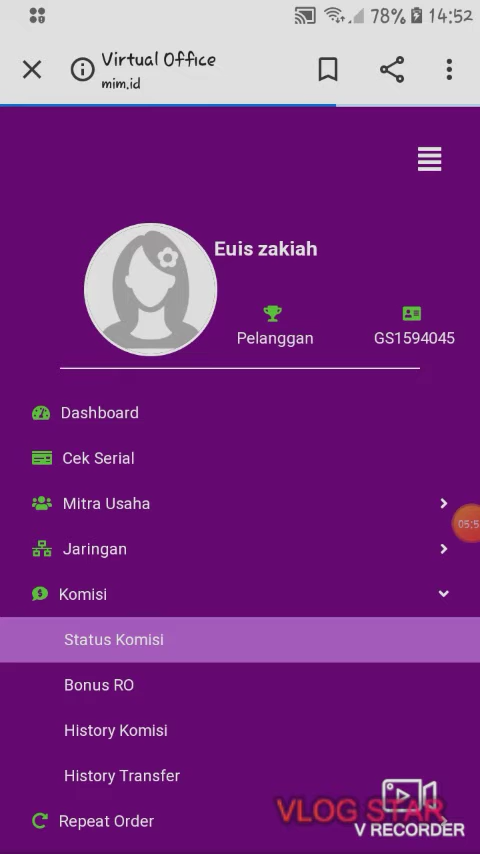 78% 14:52
Virtual Office
mim.id
Euis zakiah
Pelanggan
GS1594045
Dashboard
Cek Serial
Mitra Usaha
Jaringan
Komisi
Status Komisi
Bonus RO
History Komisi
History Transfer
Repeat Order
VLOG STAR
V RECORDER